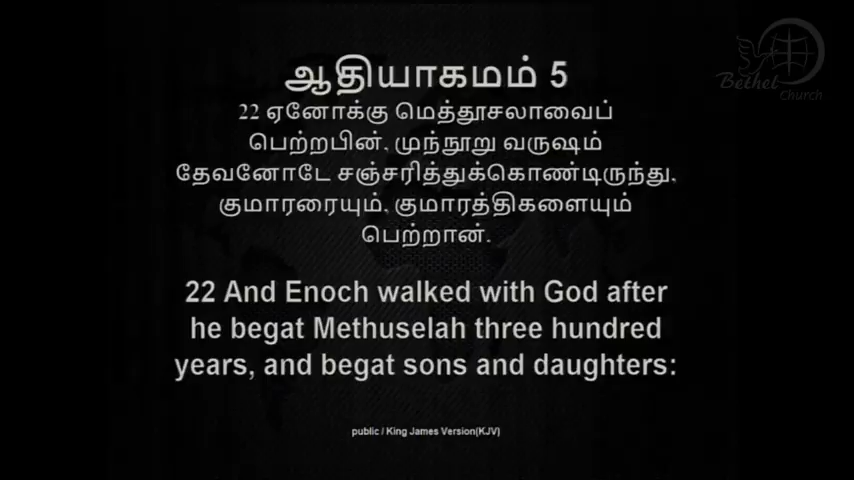 ஆதியாகமம் 5
22 ஏனோக்கு மெத்தூசலாவைப்
பெற்றபின், முந்நூறு வருஷம்
தேவனோடே சஞ்சரித்துக்கொண்டிருந்து,
குமாரரையும், குமாரத்திகளையும்
பெற்றான்.
22 And Enoch walked with God after
he begat Methuselah three hundred
years, and begat sons and daughters:
public / King James Version(KJV)
Bethel
Church